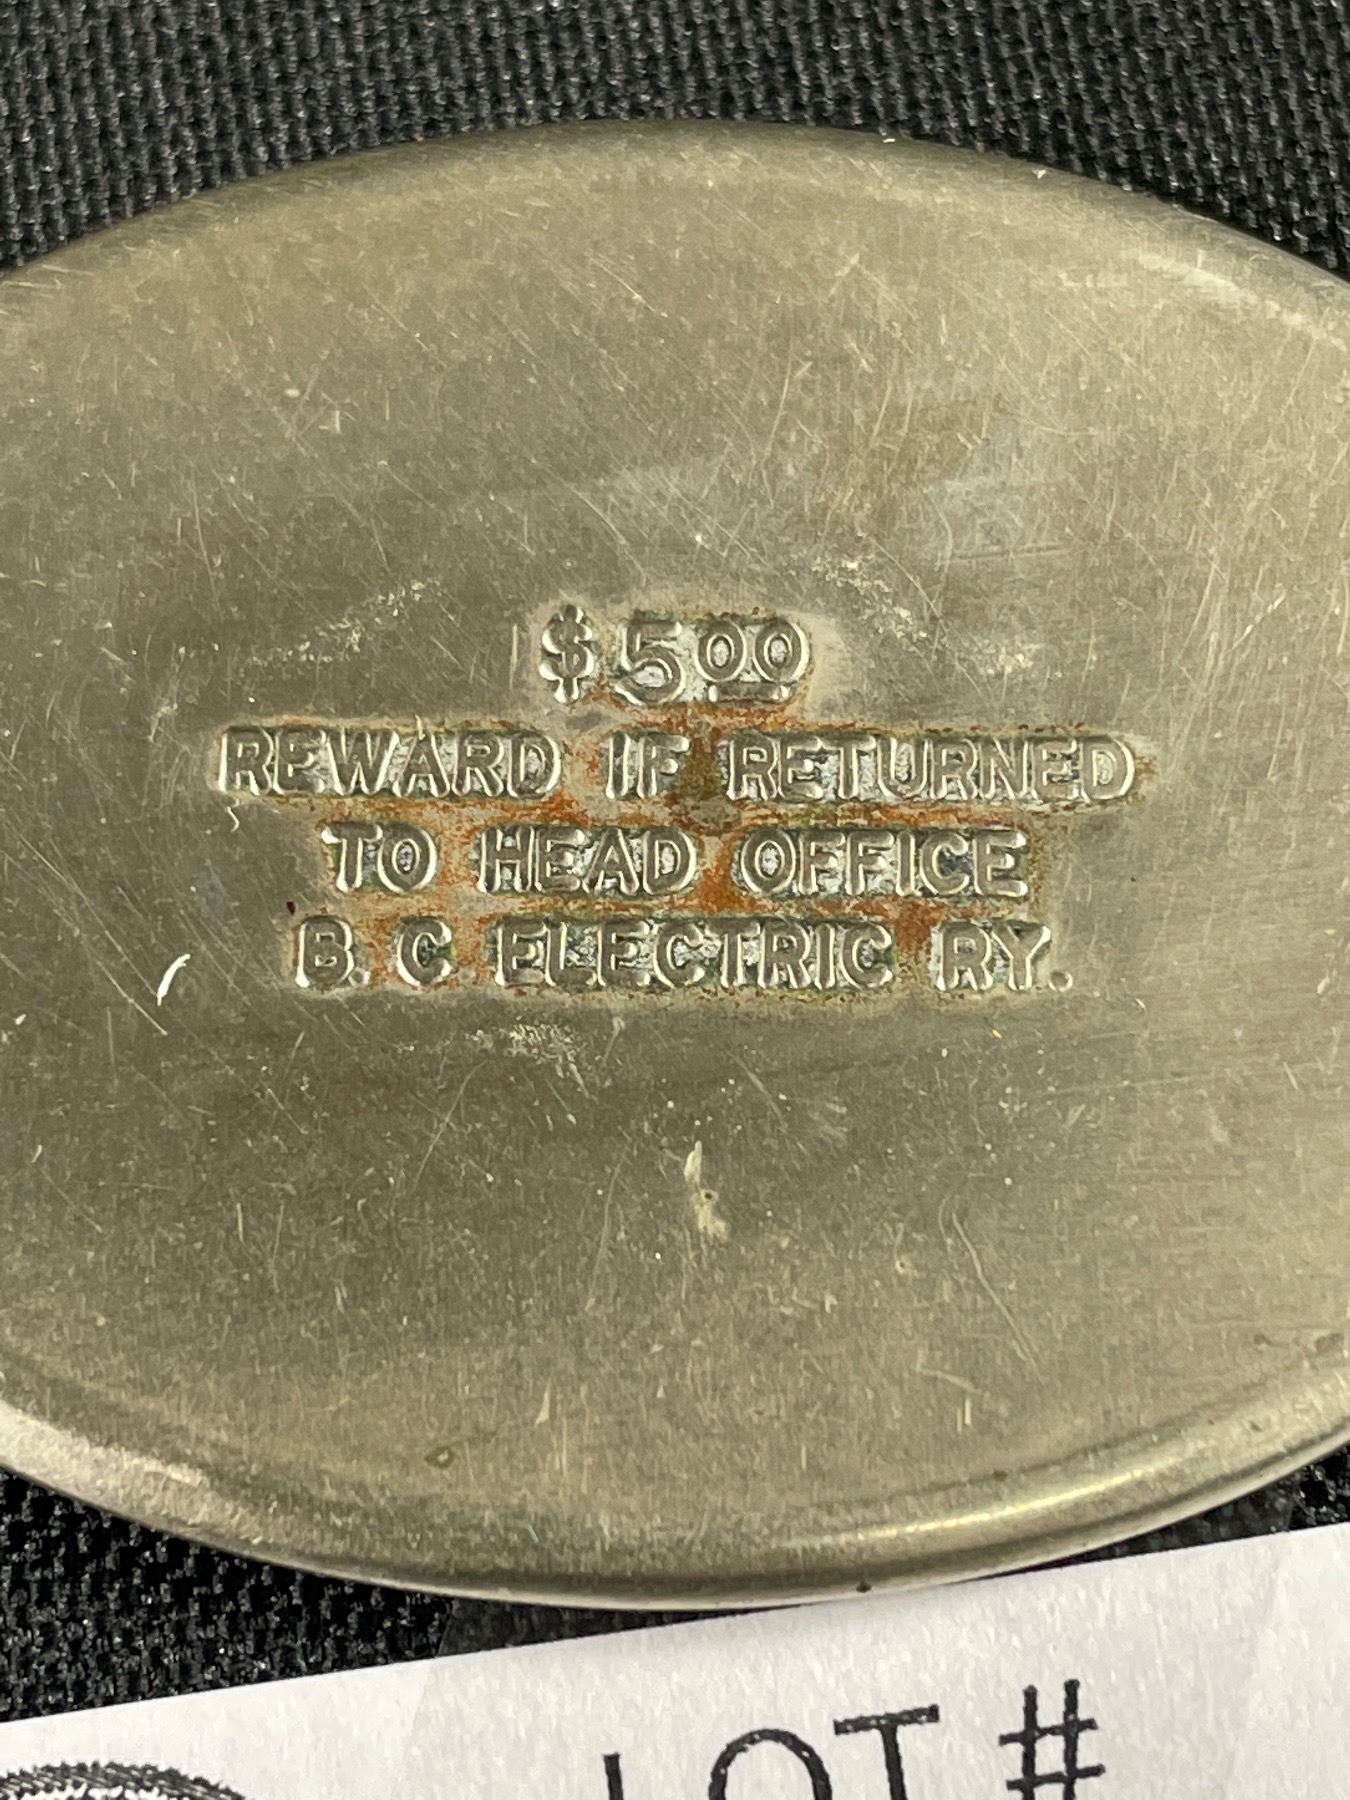 $5.00
REWARD IF RETURNED
TO HEAD OFFICE
B. C ELECTRIC RY.
LOT #